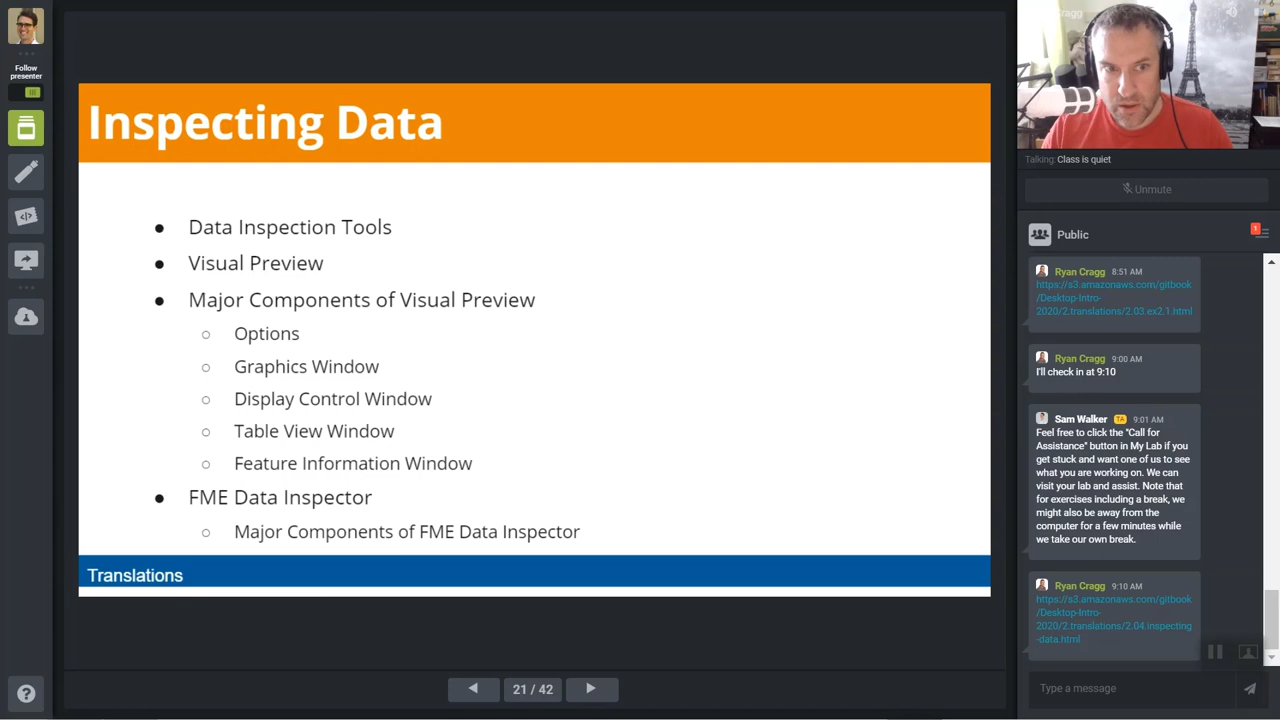 Follow
presenter
Inspecting Data
● Data Inspection Tools
● Visual Preview
● Major Components of Visual Preview
○ Options
○ Graphics Window
○ Display Control Window
○ Table View Window
○ Feature Information Window
● FME Data Inspector
○ Major Components of FME Data Inspector
Translations
21 / 42
Cragg
Talking: Class is quiet
Unmute
Public
1
Ryan Cragg 8:51 AM
https://s3.amazonaws.com/gitbook
/Desktop-Intro-
2020/2.translations/2.03.ex2.1.html
Ryan Cragg 9:00 AM
I'll check in at 9:10
Sam Walker TA 9:01 AM
Feel free to click the "Call for
Assistance" button in My Lab if you
get stuck and want one of us to see
what you are working on. We can
visit your lab and assist. Note that
for exercises including a break, we
might also be away from the
computer for a few minutes while
we take our own break.
Ryan Cragg 9:10 AM
https://s3.amazonaws.com/gitbook
/Desktop-Intro-
2020/2.translations/2.04.inspecting
-data.html
Type a message